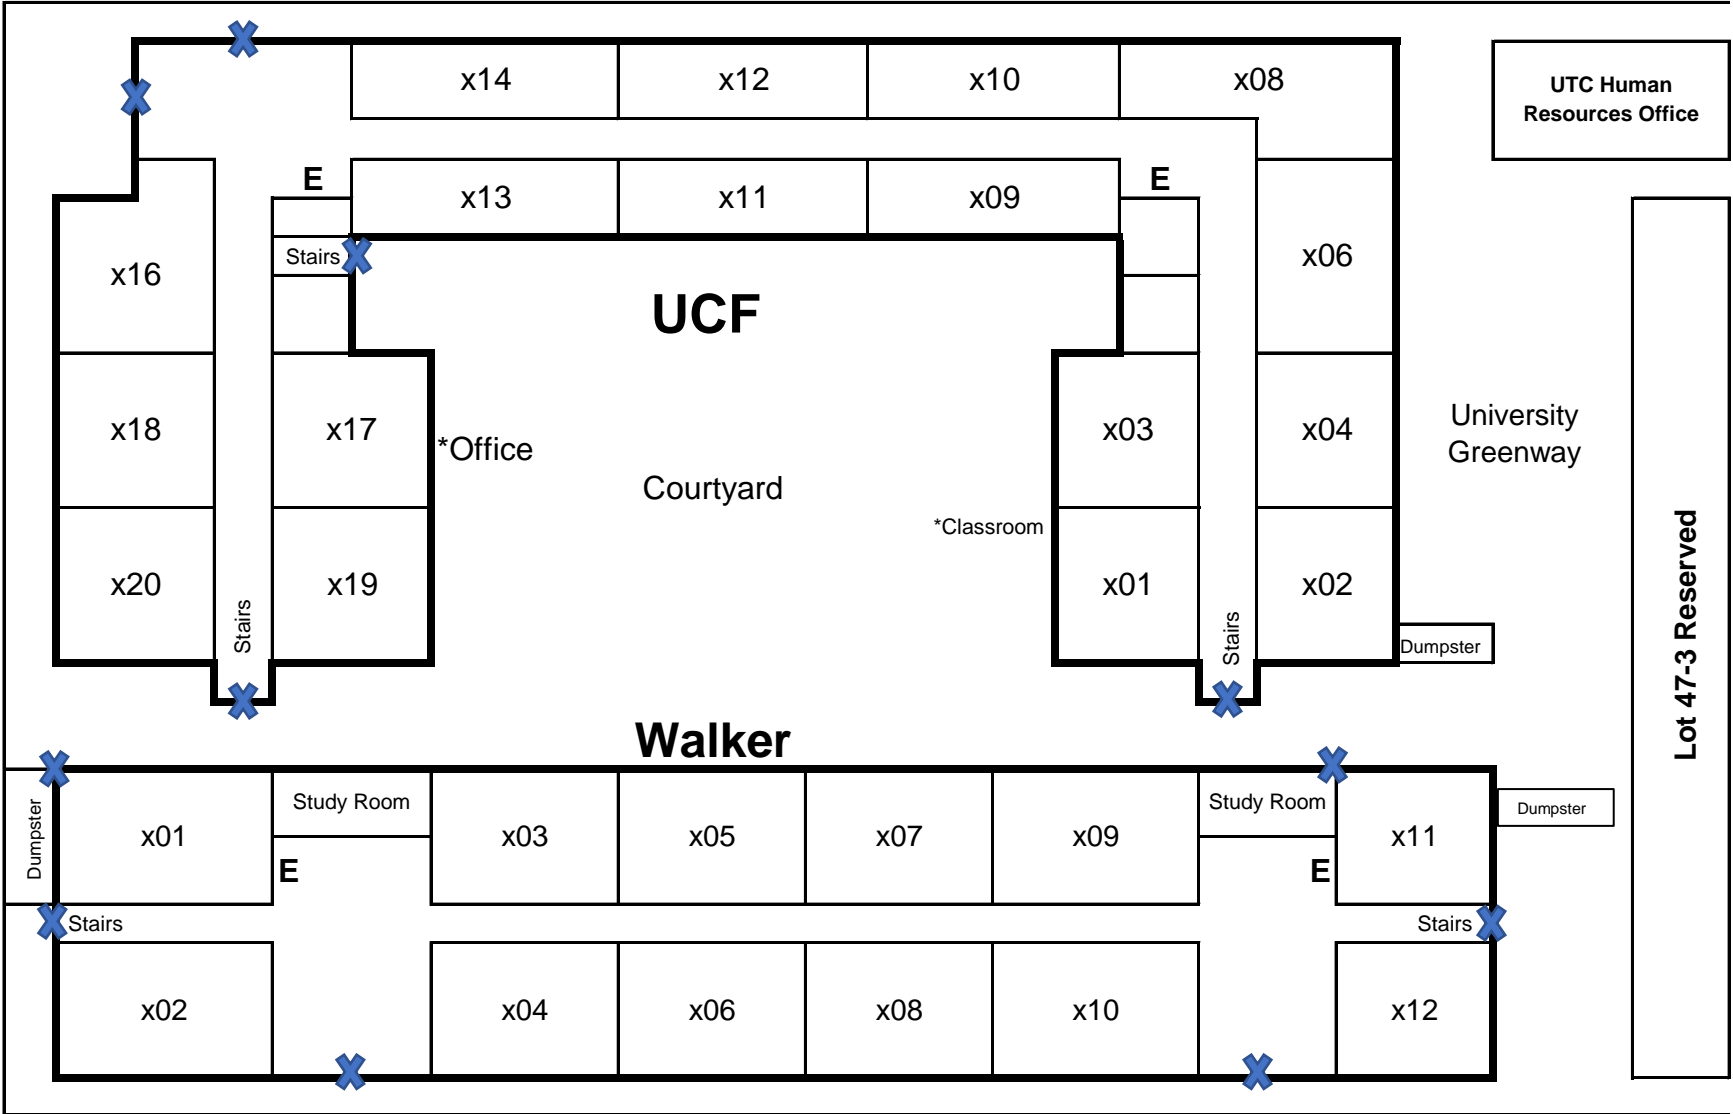 x14
x12
x10
x08
UTC Human
Resources Office
E
x13
x11
x09
E
Stairs
x16
x06
UCF
x18
x17
*Office
Courtyard
x03
x04
University
Greenway
*Classroom
x20
x19
Stairs
x01
x02
Stairs
Dumpster
Lot 47-3 Reserved
Walker
Dumpster
x01
Study Room
x03
x05
x07
x09
Study Room
x11
Dumpster
E
E
Stairs
Stairs
x02
x04
x06
x08
x10
x12